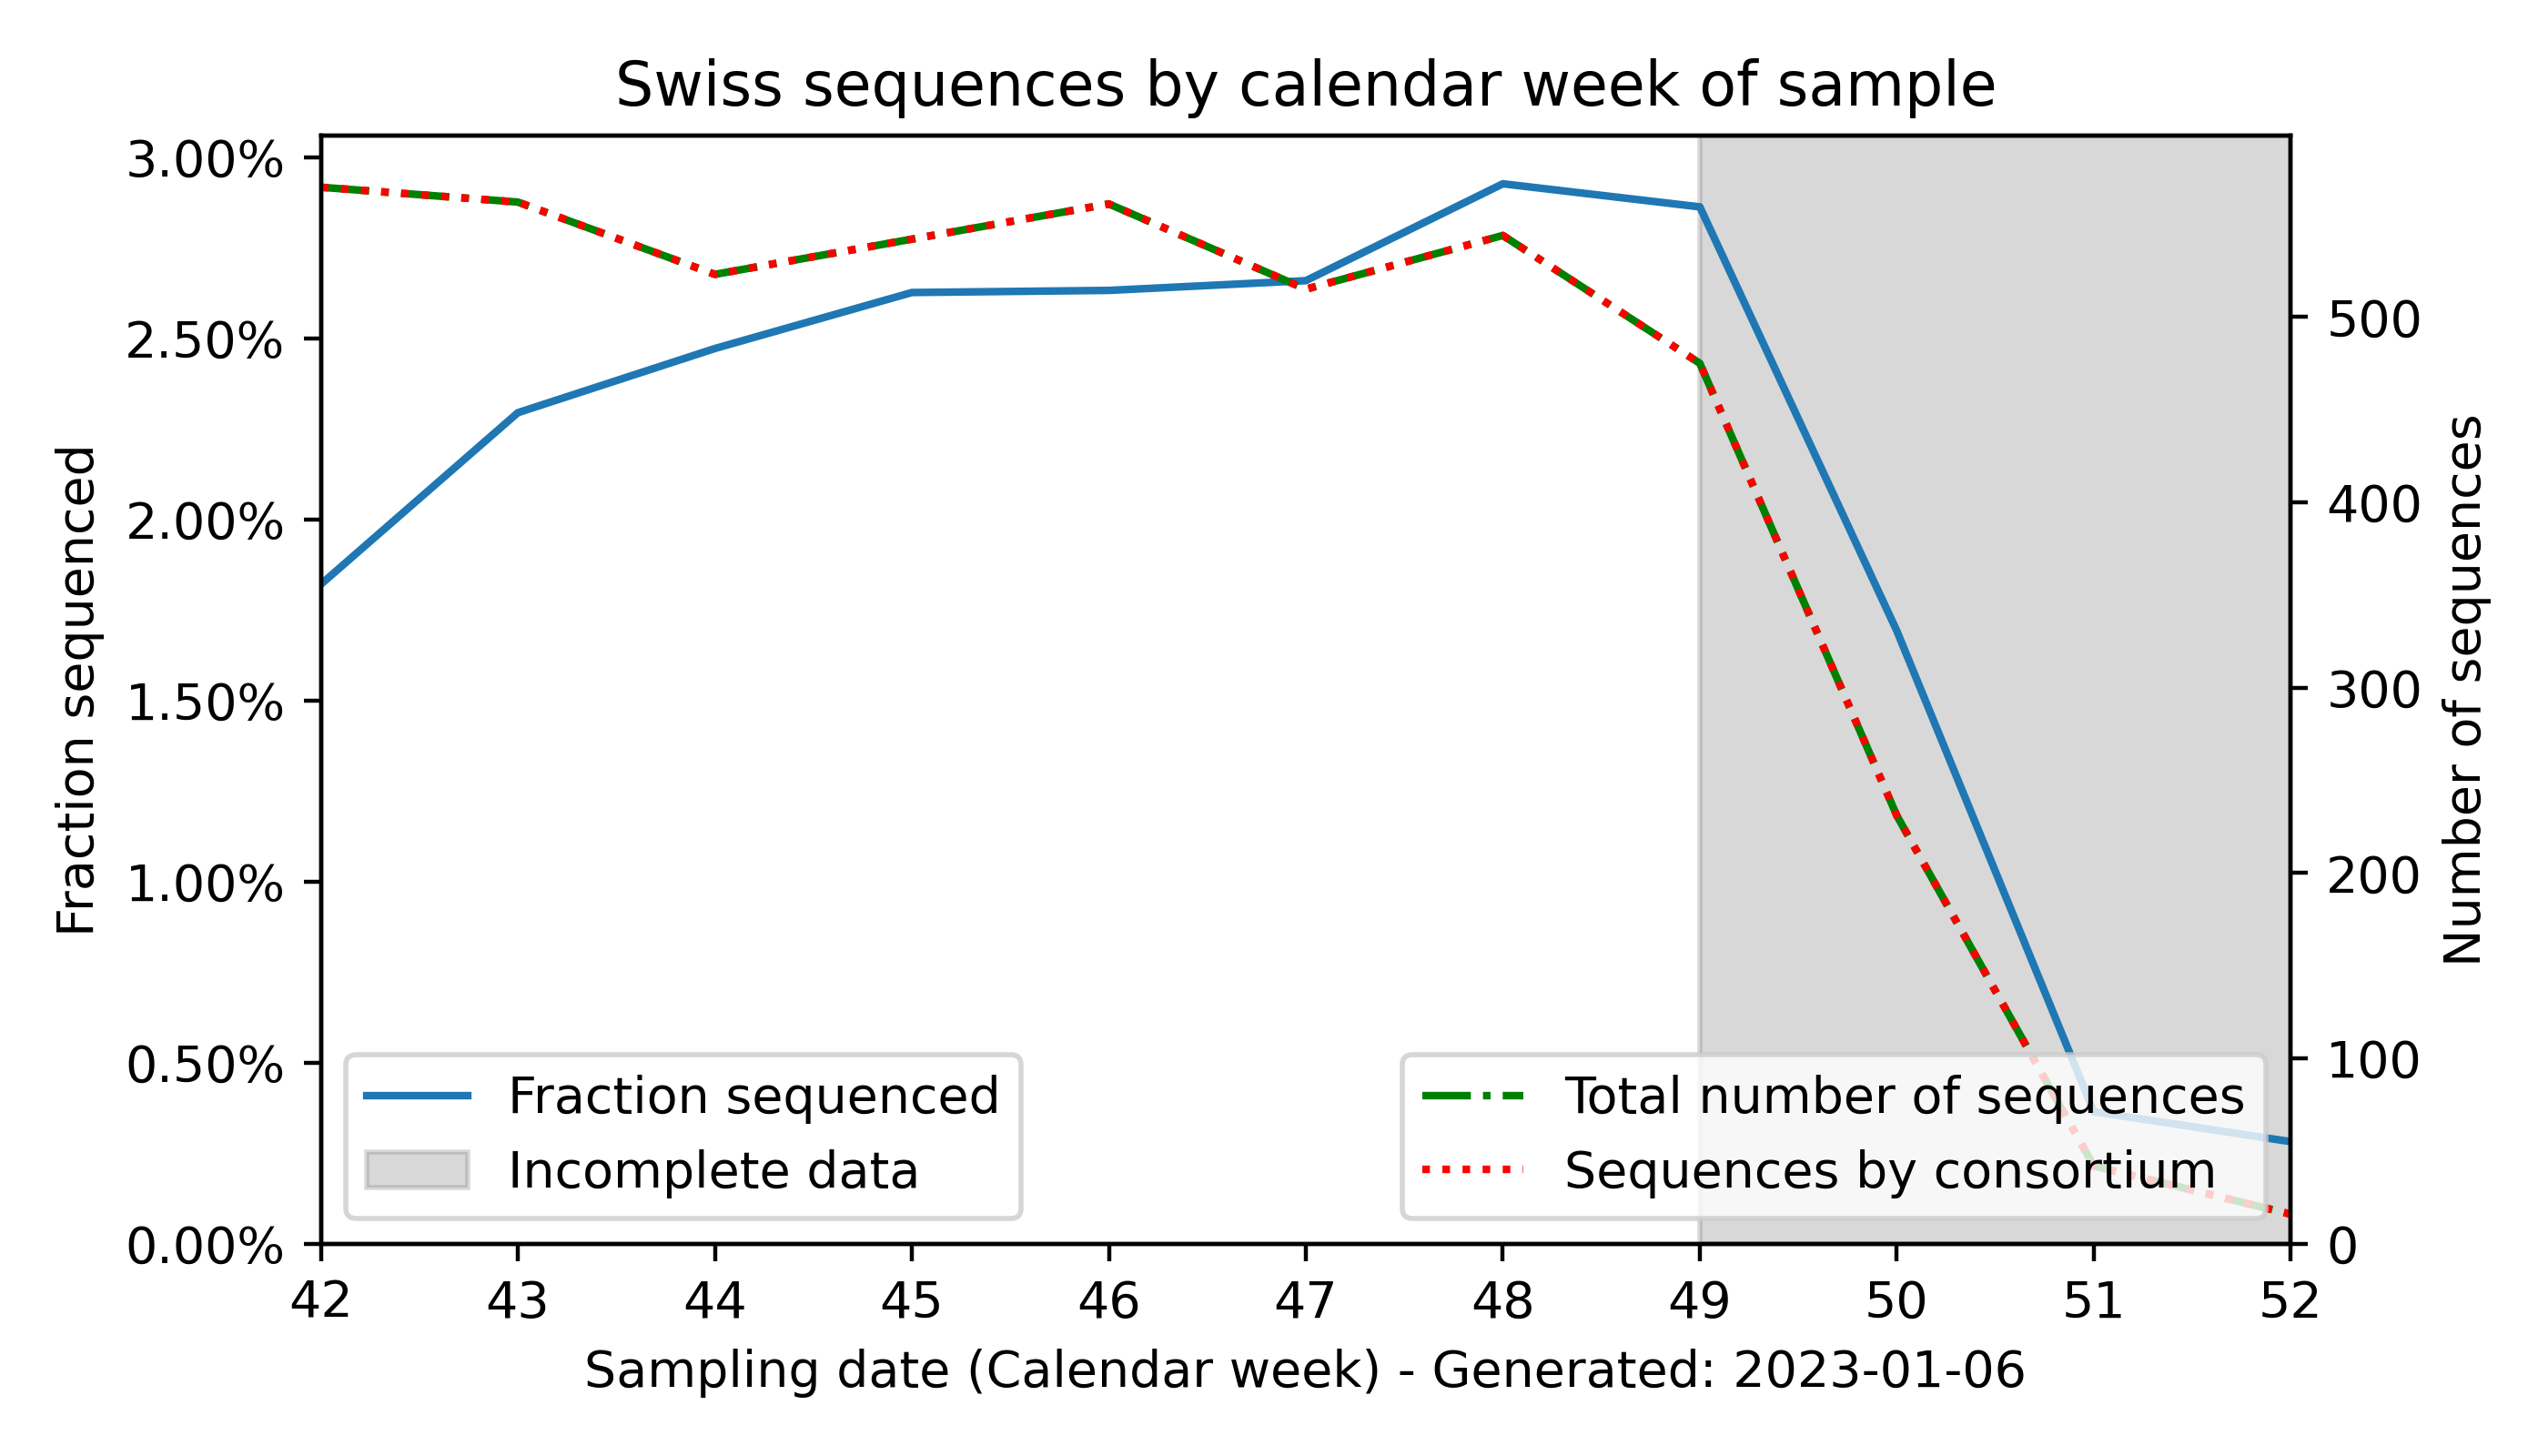 Swiss sequences by calendar week of sample
3.00%
2.50%
2.00%
1.50%
1.00%
0.50%
0.00%
Fraction sequenced
500
400
300
200
100
0
Number of sequences
Fraction sequenced
Incomplete data
Total number of sequences
Sequences by consortium
42 43 44 45 46 47 48 49 50 51 52
Sampling date (Calendar week) - Generated: 2023-01-06